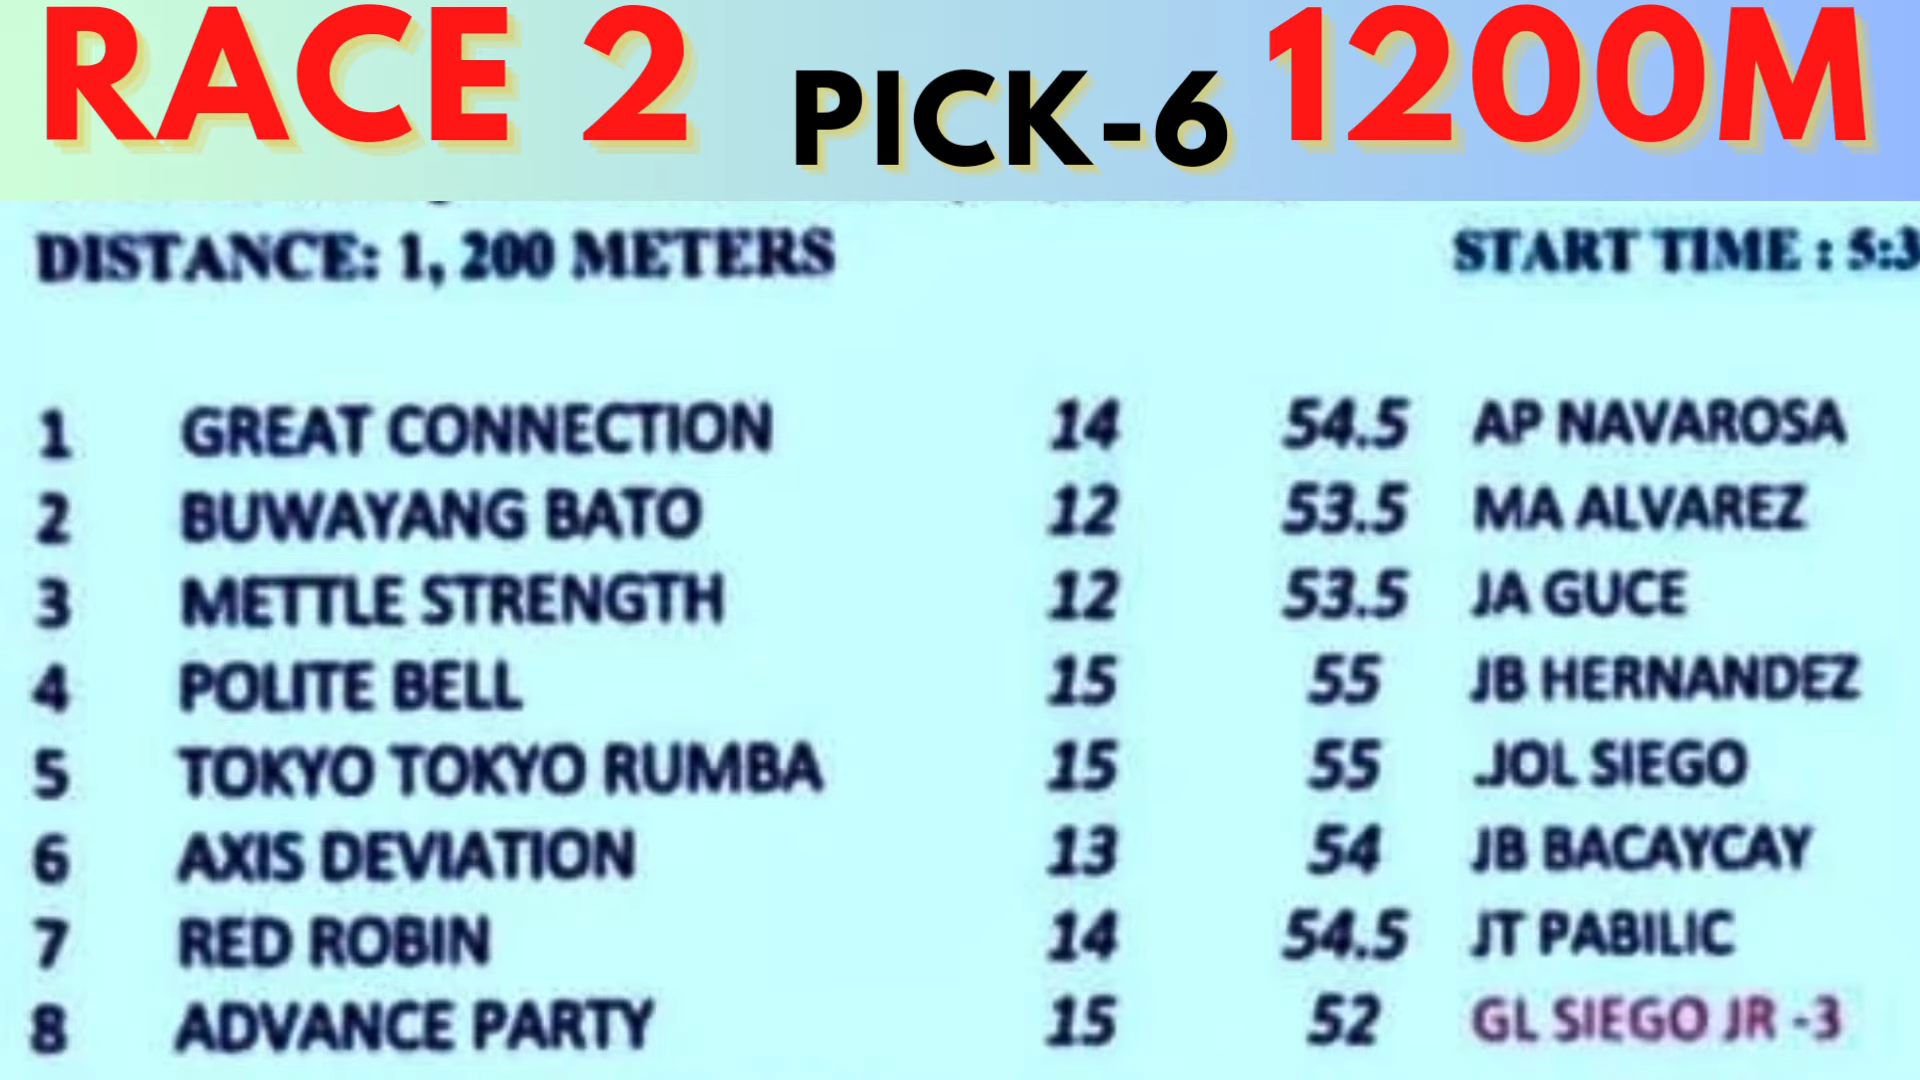 RACE 2 PICK-6 1200M
DISTANCE: 1, 200 METERS START TIME : 5:3
1 GREAT CONNECTION 14 54.5 AP NAVAROSA
2 BUWAYANG BATO 12 53.5 MA ALVAREZ
3 METTLE STRENGTH 12 53.5 JA GUCE
4 POLITE BELL 15 55 JB HERNANDEZ
5 TOKYO TOKYO RUMBA 15 55 .JOL SIEGO
6 AXIS DEVIATION 13 54 JB BACAYCAY
7 RED ROBIN 14 54.5 JT PABILIC
8 ADVANCE PARTY 15 52 GL SIEGO JR -3